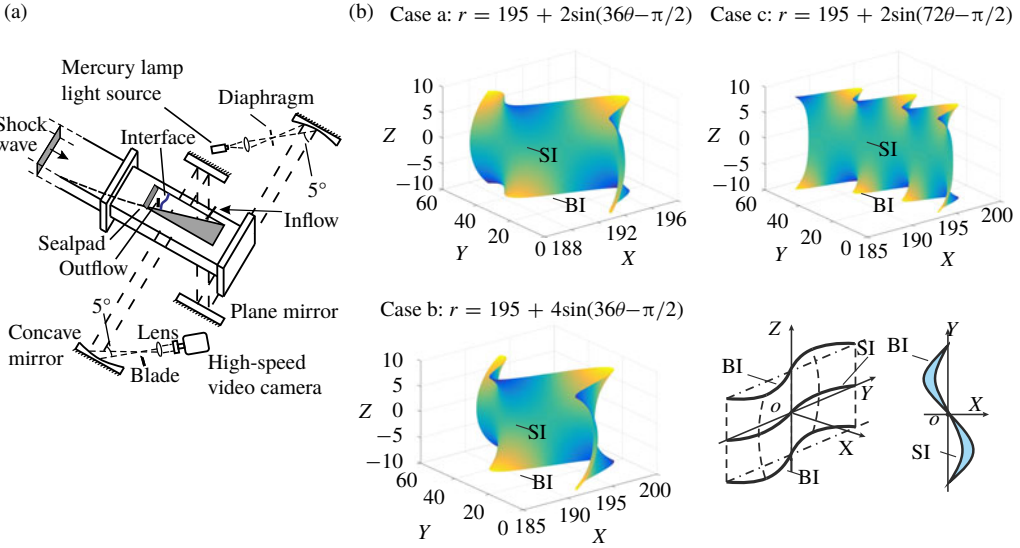 (a)
Mercury lamp
light source
Diaphragm
Shock
wave
Interface
5°
Inflow
Sealpad
Outflow
5°
Plane mirror
Concave
mirror
Lens
High-speed
video camera
Blade
(b)
Case a: r = 195 + 2sin(36θ−π/2)
10
5
0
−5
−10
Z
SI
BI
60
40
20
0
Y
188
192
196
X
Case c: r = 195 + 2sin(72θ−π/2)
10
5
0
−5
−10
Z
SI
BI
60
40
20
0
Y
185
190
195
200
X
Case b: r = 195 + 4sin(36θ−π/2)
10
5
0
−5
−10
Z
SI
BI
60
40
20
0
Y
185
190
195
200
X
Z
SI
BI
Y
o
X
BI
Y
BI
X
o
SI